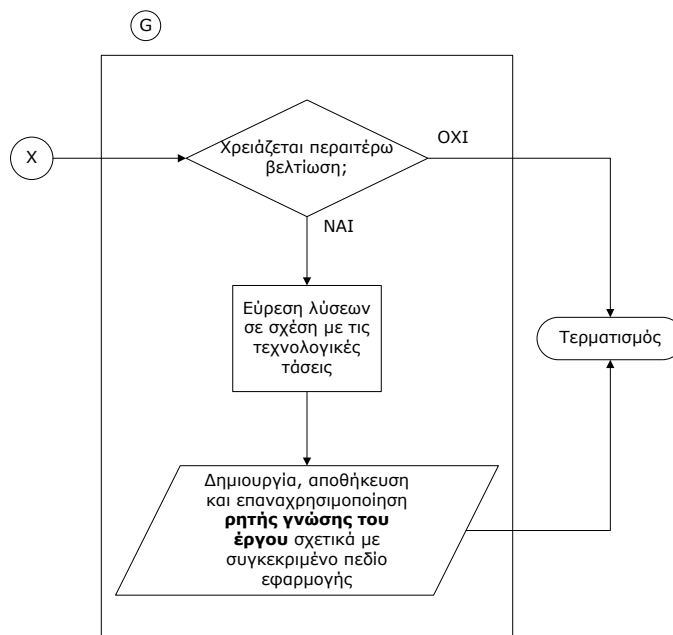 G
X
Χρειάζεται περαιτέρω
βελτίωση;
ΟΧΙ
ΝΑΙ
Εύρεση λύσεων
σε σχέση με τις
τεχνολογικές
τάσεις
Τερματισμός
Δημιουργία, αποθήκευση
και επαναχρησιμοποίηση
ρητής γνώσης του
έργου σχετικά με
συγκεκριμένο πεδίο
εφαρμογής